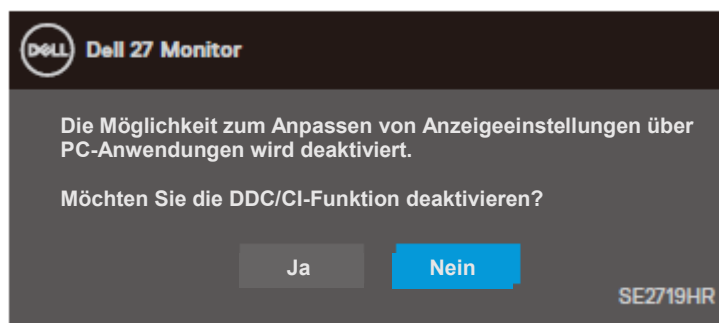 DELL Dell 27 Monitor
Die Möglichkeit zum Anpassen von Anzeigeeinstellungen über
PC-Anwendungen wird deaktiviert.
Möchten Sie die DDC/CI-Funktion deaktivieren?
Ja Nein
SE2719HR